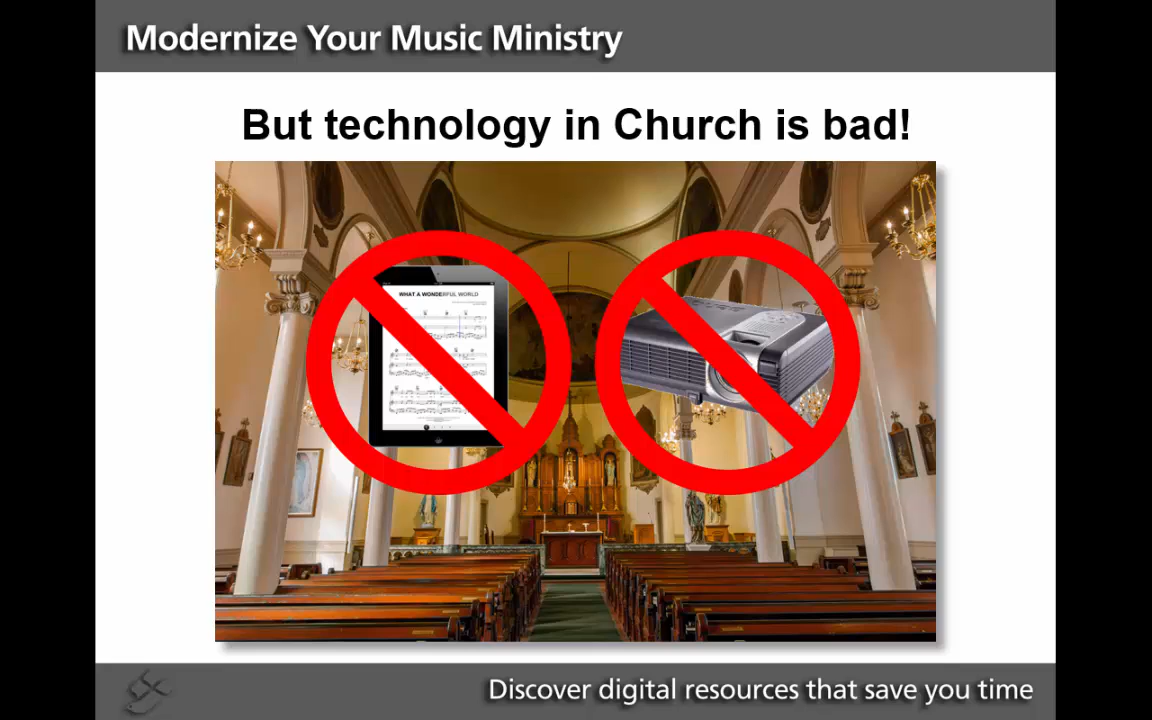 Modernize Your Music Ministry
But technology in Church is bad!
WHAT A WONDERFUL WORLD
Discover digital resources that save you time